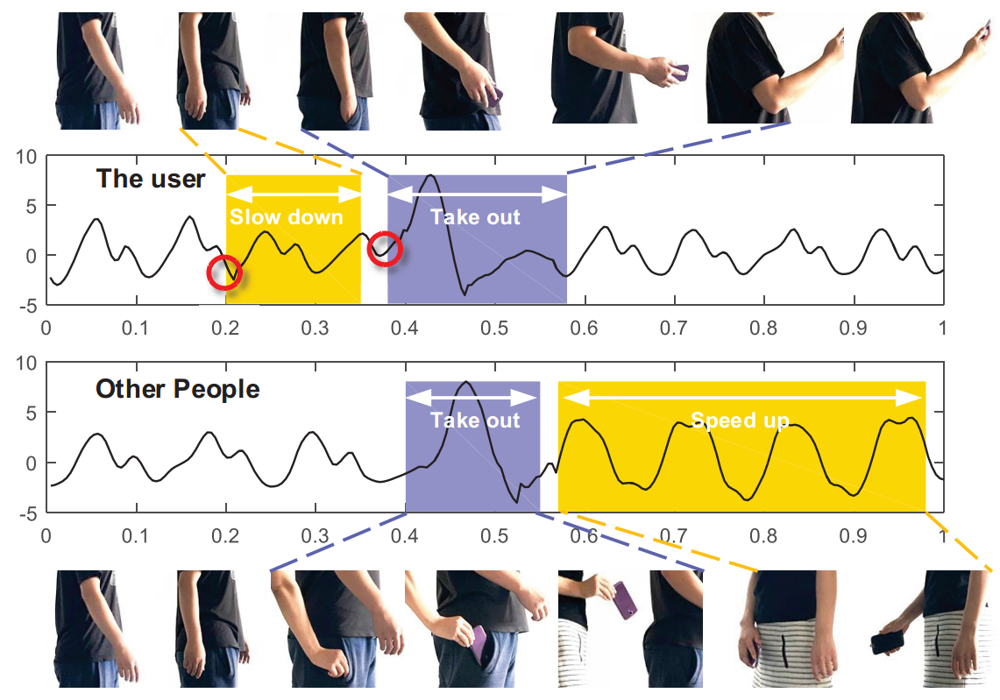 10
The user
5
Slow down
Take out
0
-5
0 0.1 0.2 0.3 0.4 0.5 0.6 0.7 0.8 0.9 1
10
Other People
5
Take out
Speed up
0
-5
0 0.1 0.2 0.3 0.4 0.5 0.6 0.7 0.8 0.9 1